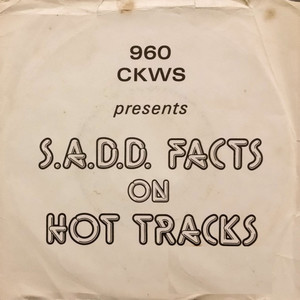 960
CKWS
presents
S.A.D.D. FACTS
ON
HOT TRACKS